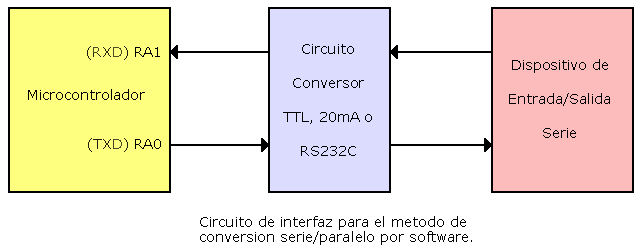 (RXD) RA1
Microcontrolador
(TXD) RA0
Circuito
Conversor
TTL, 20mA o
RS232C
Dispositivo de
Entrada/Salida
Serie
Circuito de interfaz para el metodo de
conversion serie/paralelo por software.